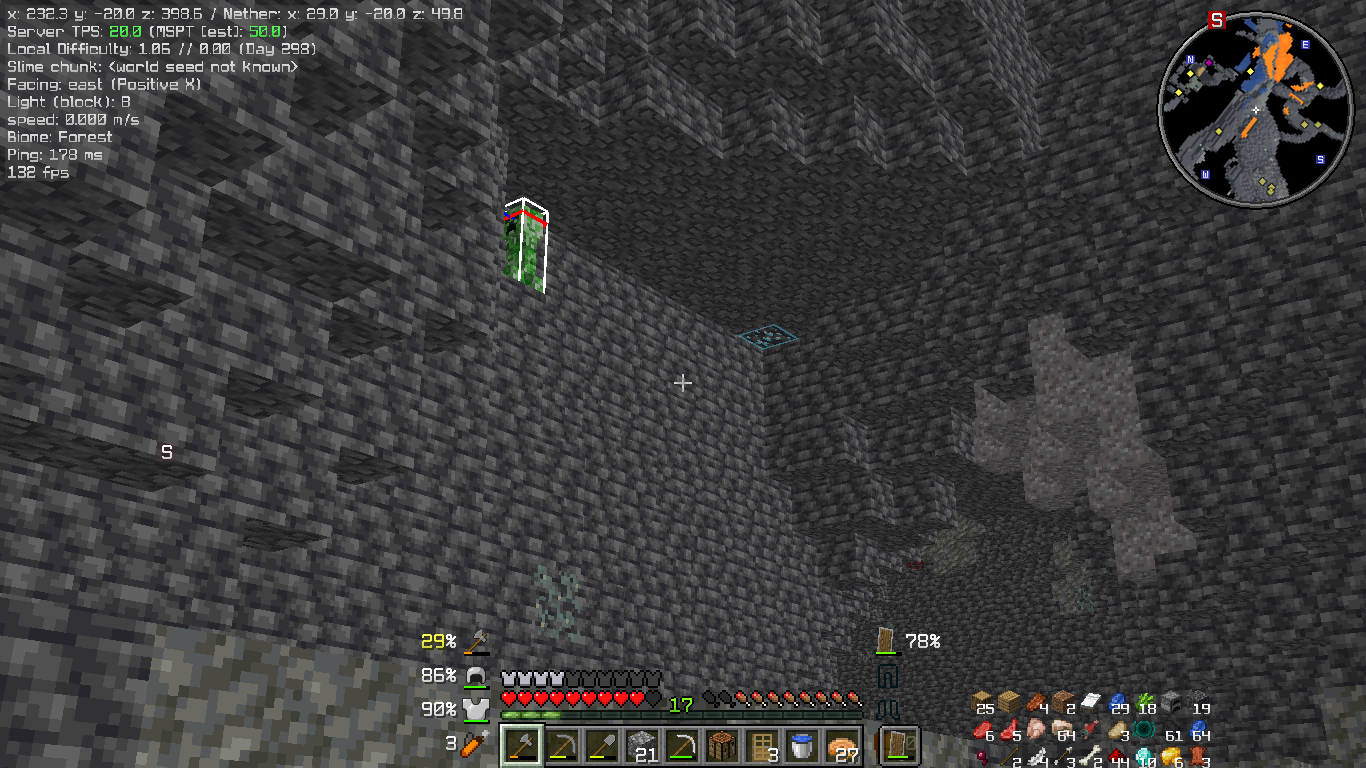 x: 232.3 y: -20.0 z: 398.6 / Nether: x: 29.0 y: -20.0 z: 49.8
Server TPS: 20.0 (MSPT [est]: 50.0)
Local Difficulty: 1.06 // 0.00 (Day 298)
Slime chunk: <world seed not known>
Facing: east (Positive X)
Light (block): 8
speed: 0.000 m/s
Biome: Forest
Ping: 178 ms
132 fps
S
E
N
S
W
S
29%
78%
86%
17
90%
3
21
3
27
25
4
2
29
18
19
6
5
64
3
61
64
2
4
3
2
44
10
6
3